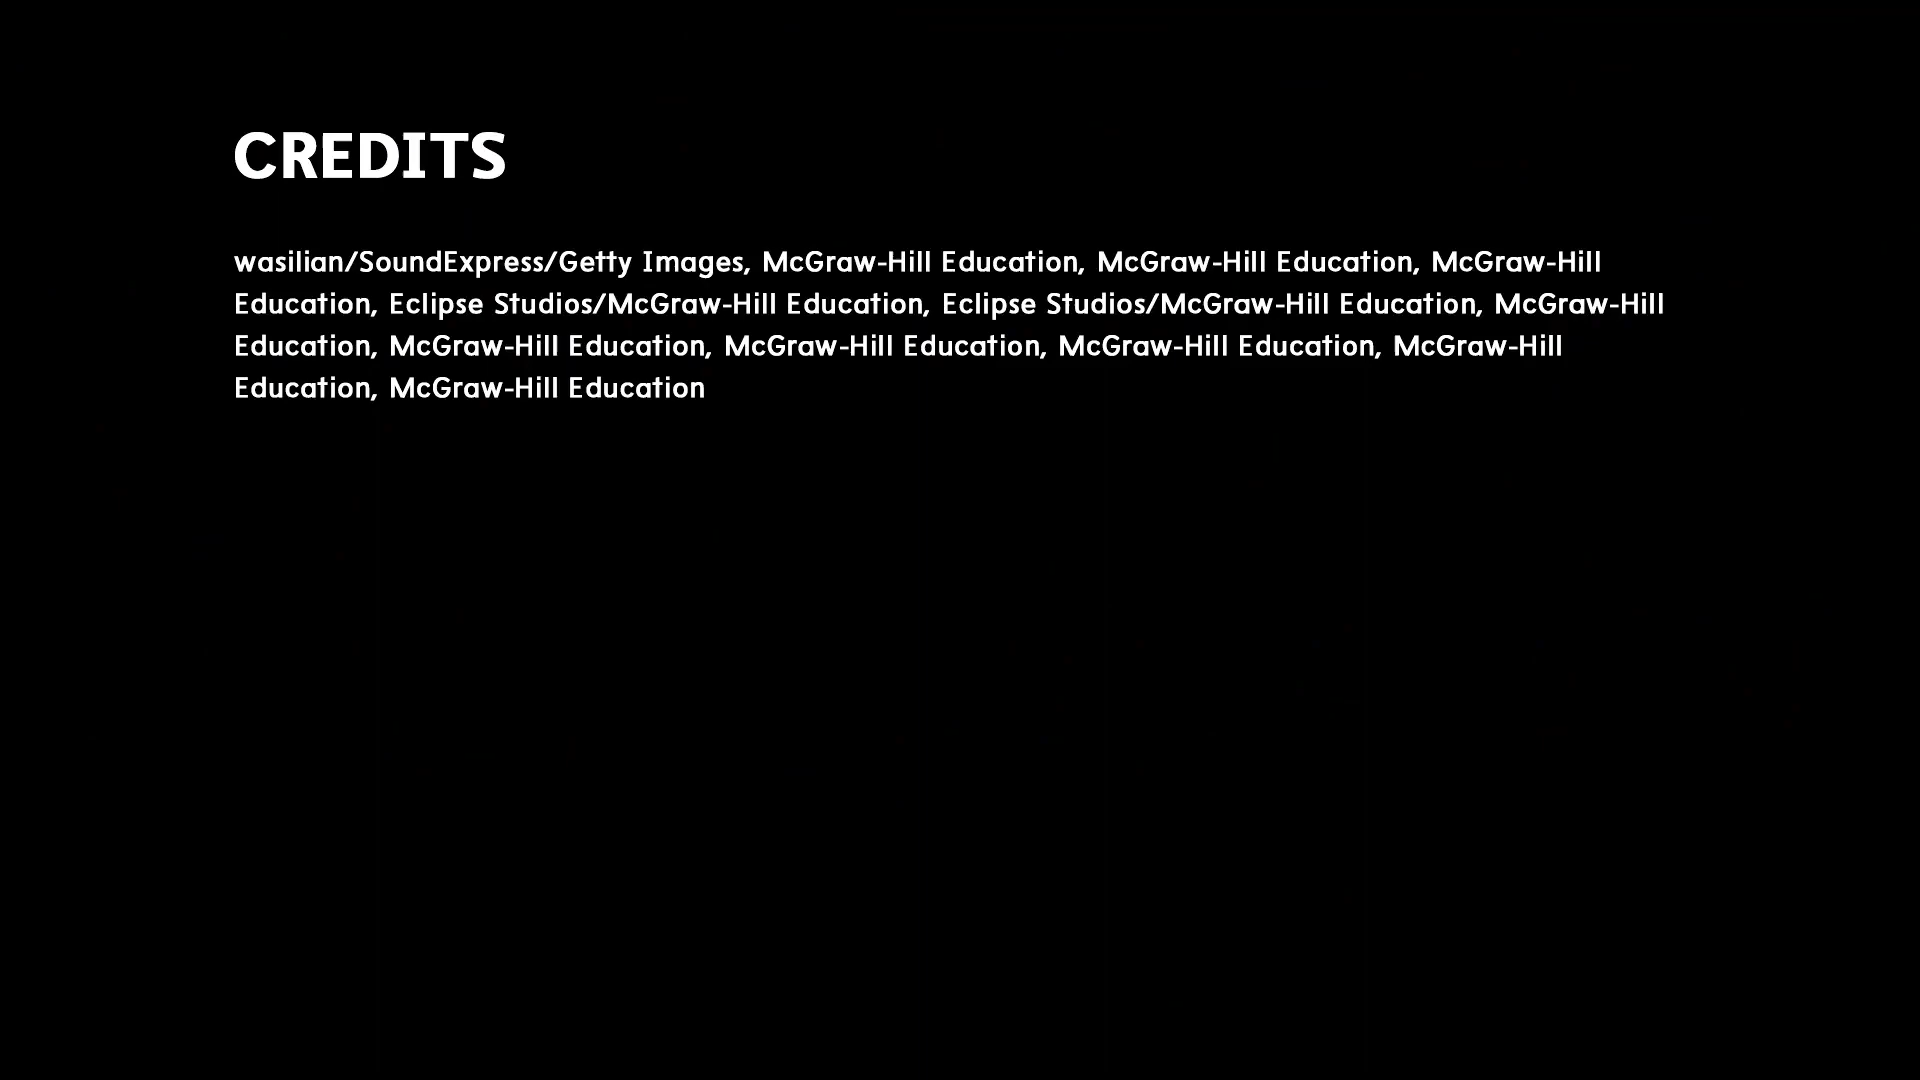 CREDITS
wasilian/SoundExpress/Getty Images, McGraw-Hill Education, McGraw-Hill Education, McGraw-Hill
Education, Eclipse Studios/McGraw-Hill Education, Eclipse Studios/McGraw-Hill Education, McGraw-Hill
Education, McGraw-Hill Education, McGraw-Hill Education, McGraw-Hill Education, McGraw-Hill
Education, McGraw-Hill Education